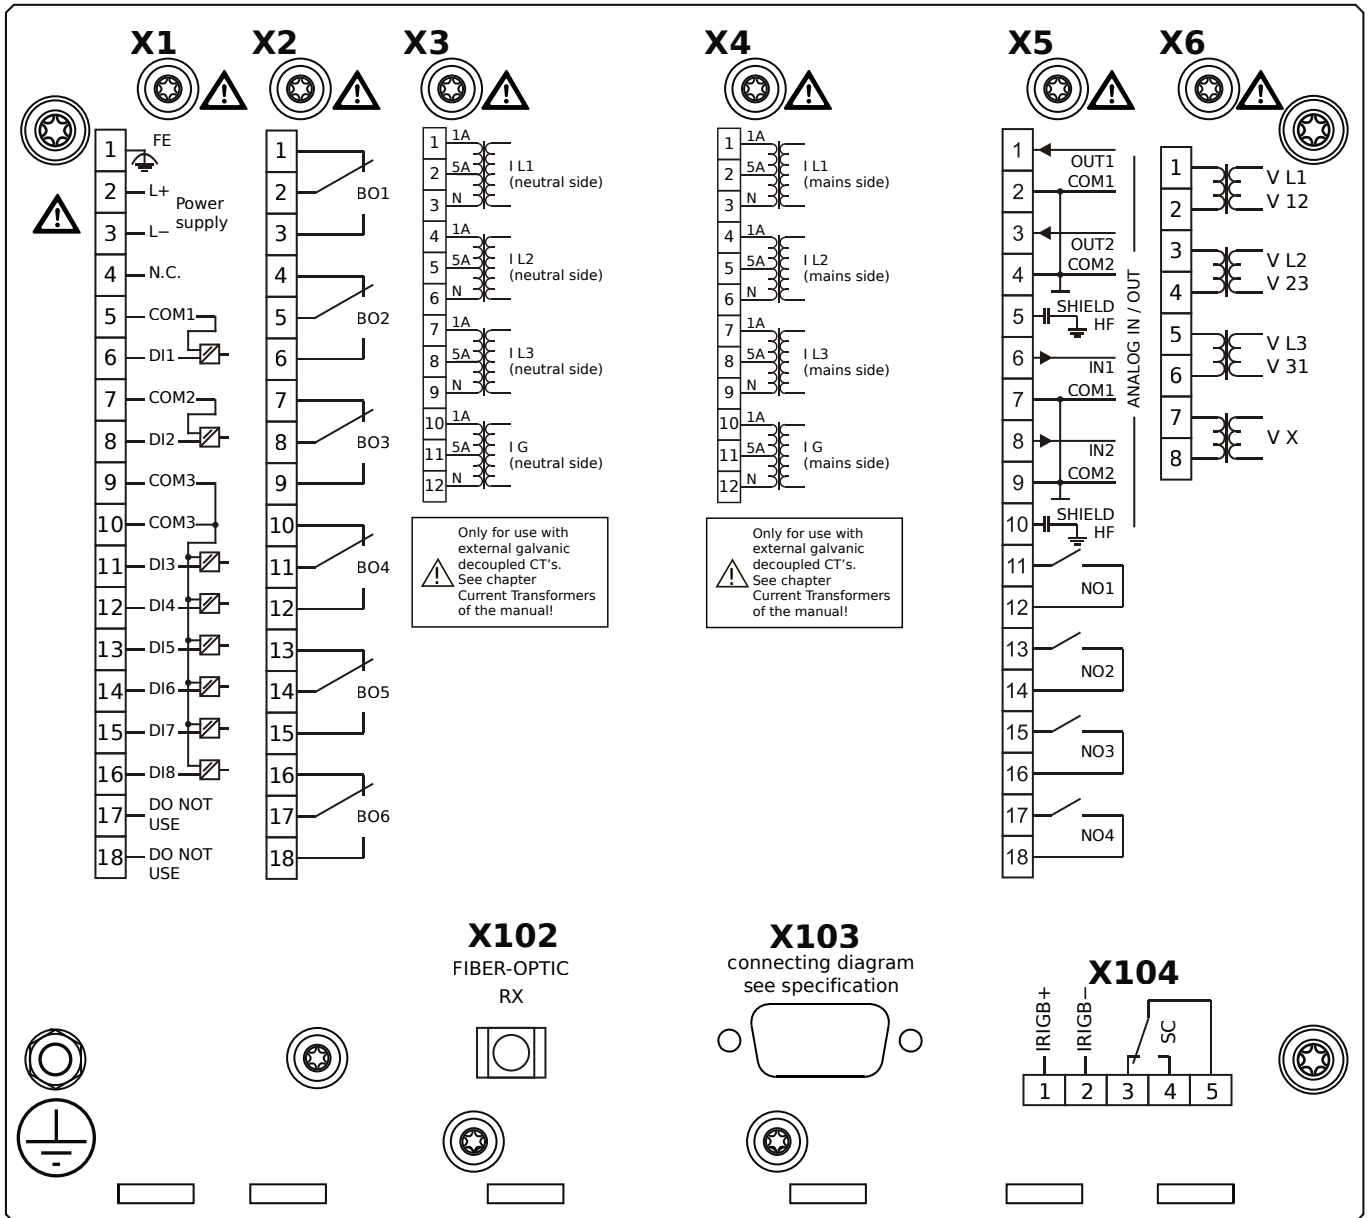 X1
X2
X3
X4
X5
X6
1
FE
2
L+
Power
supply
3
L−
4
N.C.
5
COM1
6
DI1
7
COM2
8
DI2
9
COM3
10
COM3
11
DI3
12
DI4
13
DI5
14
DI6
15
DI7
16
DI8
17
DO NOT
USE
18
DO NOT
USE
1
2
BO1
3
4
5
BO2
6
7
8
BO3
9
10
11
BO4
12
13
14
BO5
15
16
17
BO6
18
1
1A
2
5A
I L1
(neutral side)
3
N
4
1A
5
5A
I L2
(neutral side)
6
N
7
1A
8
5A
I L3
(neutral side)
9
N
10
1A
11
5A
I G
(neutral side)
12
N
Only for use with
external galvanic
decoupled CT's.
See chapter
Current Transformers
of the manual!
1
1A
2
5A
I L1
(mains side)
3
N
4
1A
5
5A
I L2
(mains side)
6
N
7
1A
8
5A
I L3
(mains side)
9
N
10
1A
11
5A
I G
(mains side)
12
N
Only for use with
external galvanic
decoupled CT's.
See chapter
Current Transformers
of the manual!
1
OUT1
2
COM1
3
OUT2
4
COM2
5
SHIELD
HF
6
IN1
7
COM1
8
IN2
9
COM2
10
SHIELD
HF
ANALOG IN / OUT
11
NO1
12
13
NO2
14
15
NO3
16
17
NO4
18
1
V L1
2
V 12
3
V L2
4
V 23
5
V L3
6
V 31
7
V X
8
X102
FIBER-OPTIC
RX
X103
connecting diagram
see specification
X104
IRIGB+
IRIGB−
SC
1 2 3 4 5